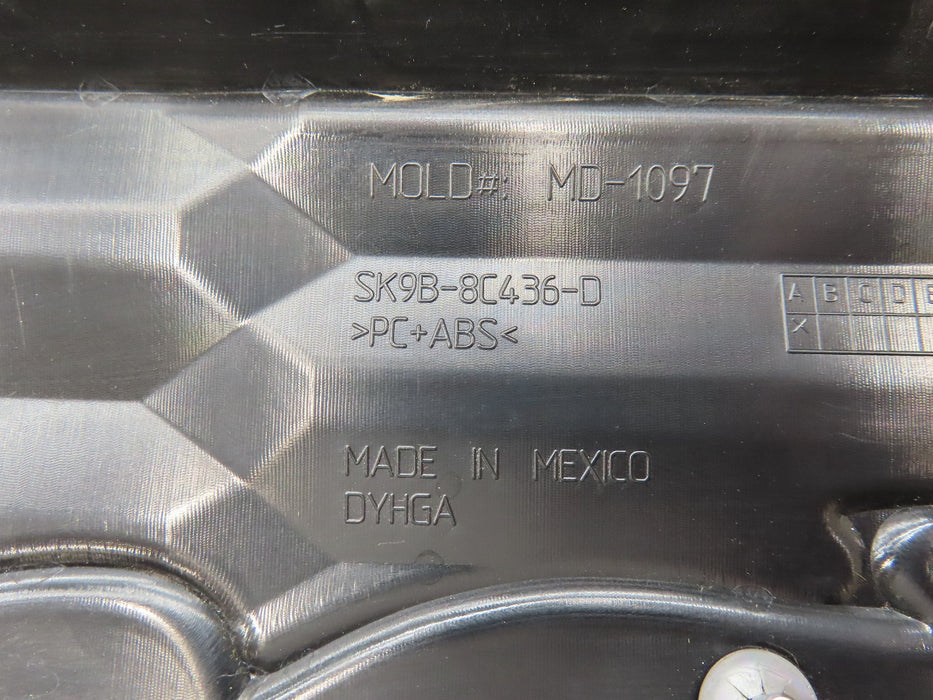 MOLD#: MD-1097
SK9B-8C436-D
>PC+ABS<
A B C D E
X
MADE IN MEXICO
DYHGA